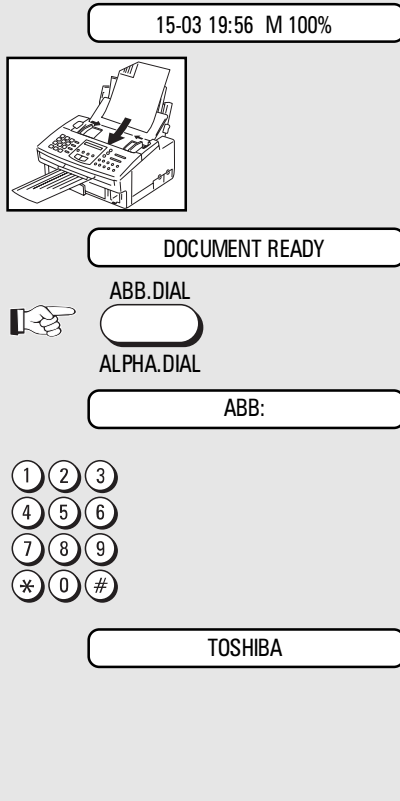 15-03 19:56 M 100%
DOCUMENT READY
ABB.DIAL
ALPHA.DIAL
ABB:
1 2 3
4 5 6
7 8 9
* 0 #
TOSHIBA